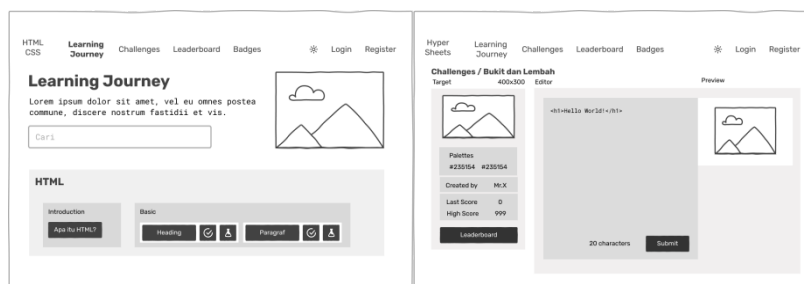 HTML CSS Learning Journey Challenges Leaderboard Badges Login Register
Learning Journey
Lorem ipsum dolor sit amet, vel eu omnes postea
commune, discere nostrum fastidii et vis.
Cari
HTML
Introduction
Apa itu HTML?
Basic
Heading Paragraf
Hyper Sheets Learning Journey Challenges Leaderboard Badges Login Register
Challenges / Bukit dan Lembah
Target 400x300 Editor Preview
<h1>Hello World!</h1>
Palettes
#235154 #235154
Created by Mr.X
Last Score 0
High Score 999
Leaderboard
20 characters Submit